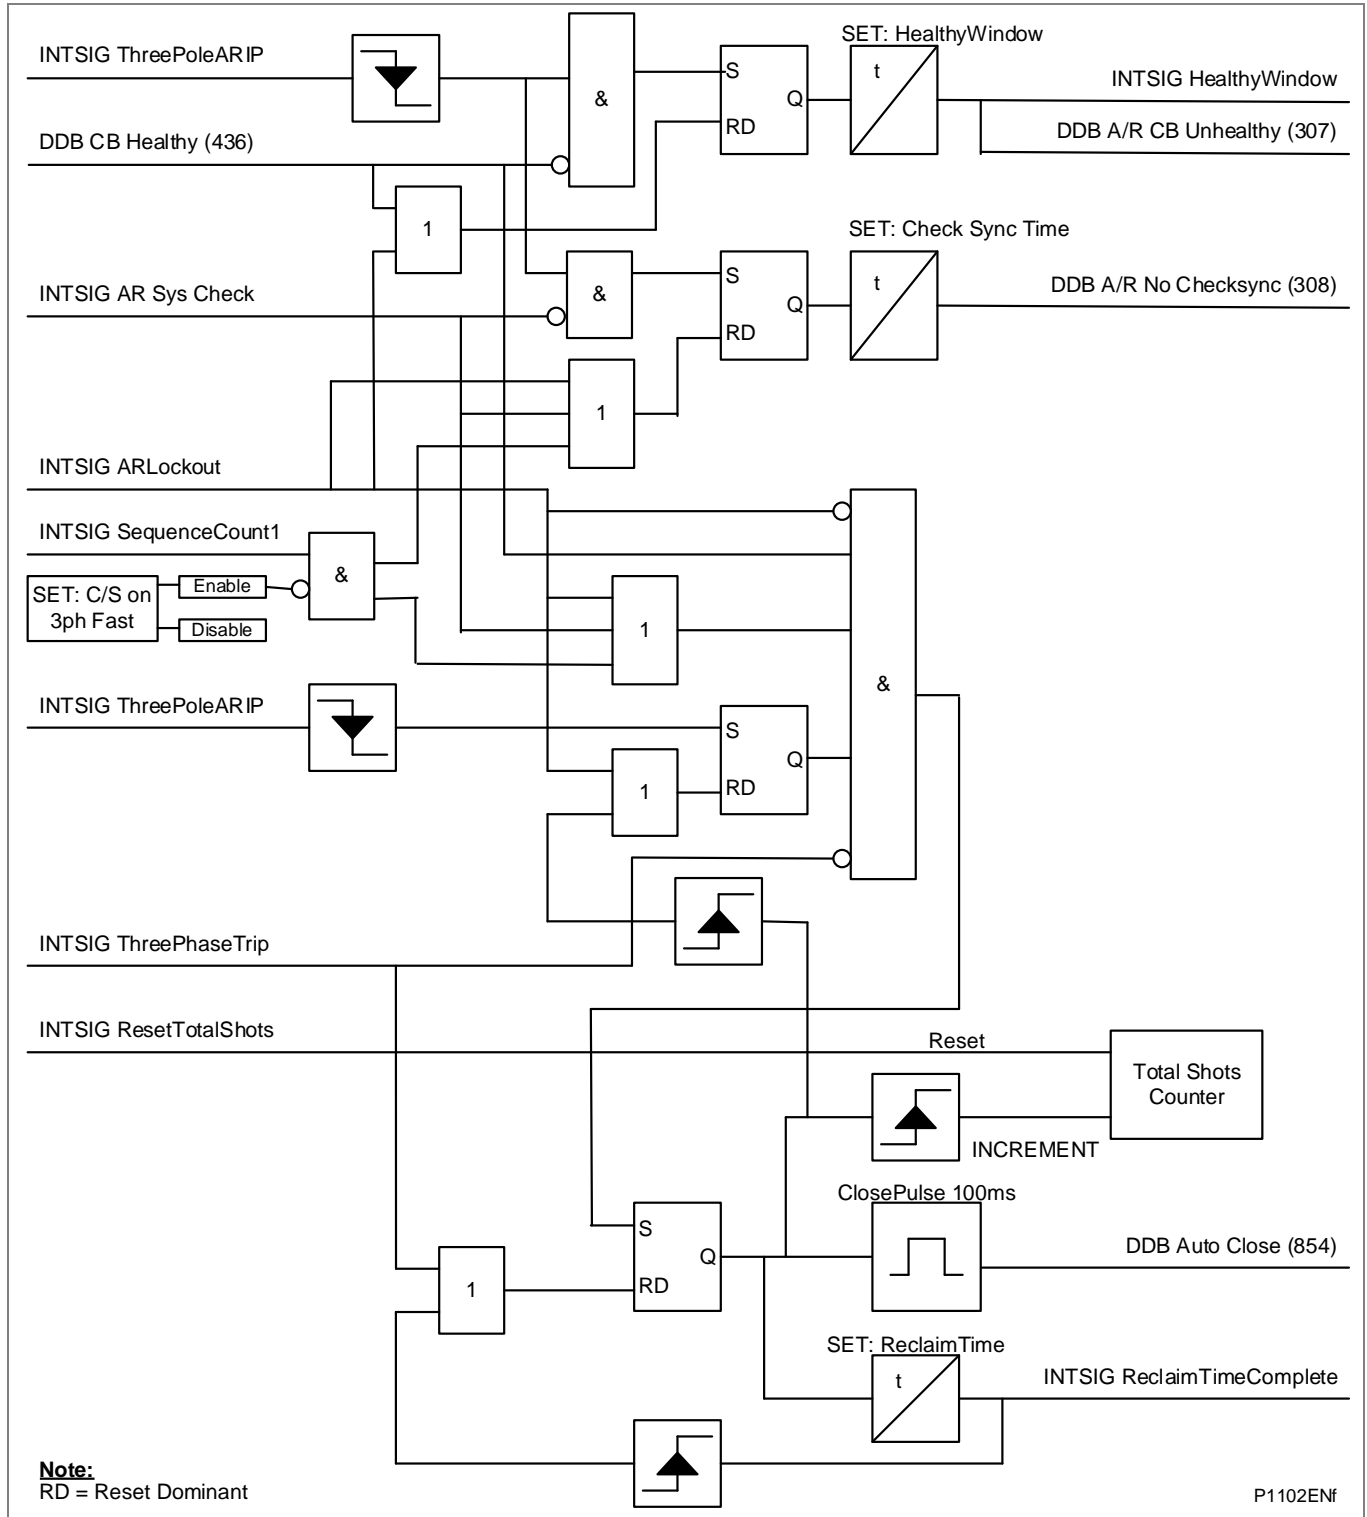 SET: HealthyWindow
INTSIG ThreePoleARIP
S
t
INTSIG HealthyWindow
&
Q
DDB CB Healthy (436)
RD
DDB A/R CB Unhealthy (307)
1
SET: Check Sync Time
INTSIG AR Sys Check
&
S
t
DDB A/R No Checksync (308)
Q
RD
1
INTSIG ARLockout
INTSIG SequenceCount1
&
SET: C/S on
3ph Fast
Enable
Disable
1
&
INTSIG ThreePoleARIP
S
Q
RD
1
INTSIG ThreePhaseTrip
INTSIG ResetTotalShots
Reset
Total Shots
Counter
INCREMENT
ClosePulse 100ms
S
Q
RD
DDB Auto Close (854)
1
SET: ReclaimTime
t
INTSIG ReclaimTimeComplete
Note:
RD = Reset Dominant
P1102ENf